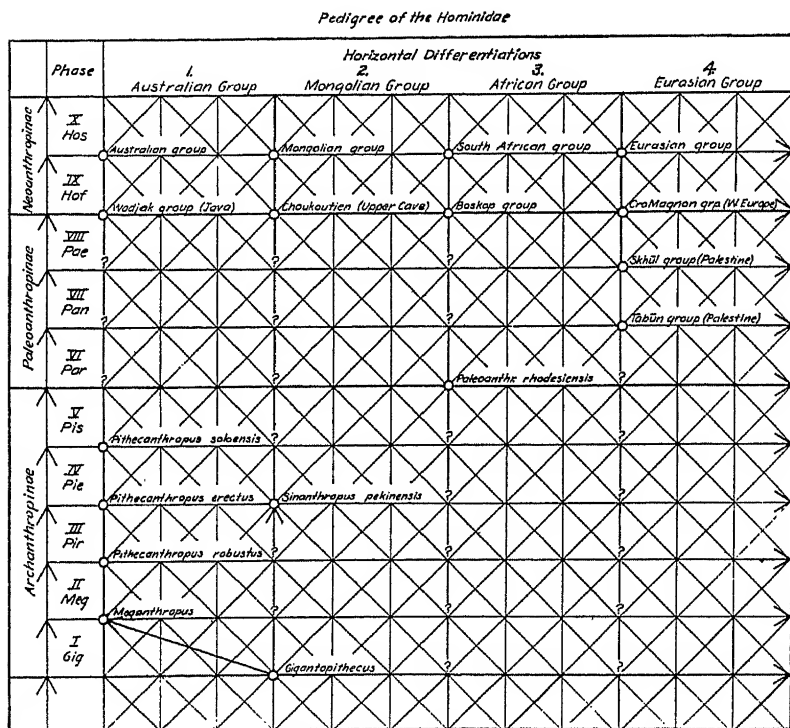 Pedigree of the Hominidae
Horizontal Differentiations
Phase
1. 2. 3. 4.
Australian Group Mongolian Group African Group Eurasian Group
Neoanthropinae
X
Hos
Australian group Mongolian group South African group Eurasian group
IX
Hof
Wadjak group (Java) Choukoutien (Upper Cave) Boskop group CroMagnon grp. (W. Europe)
Paleoanthropinae
VIII
Pae
? ? ? Skhūl group (Palestine)
VII
Pan
? ? ? Tabūn group (Palestine)
VI
Par
? ? Paleoanthr. rhodesiensis ?
Archanthropinae
V
Pis
Pithecanthropus soloensis ? ? ?
IV
Pie
Pithecanthropus erectus Sinanthropus pekinensis ? ?
III
Pir
Pithecanthropus robustus ? ? ?
II
Meg
Meganthropus ? ? ?
I
Gig
Gigantopithecus ? ?